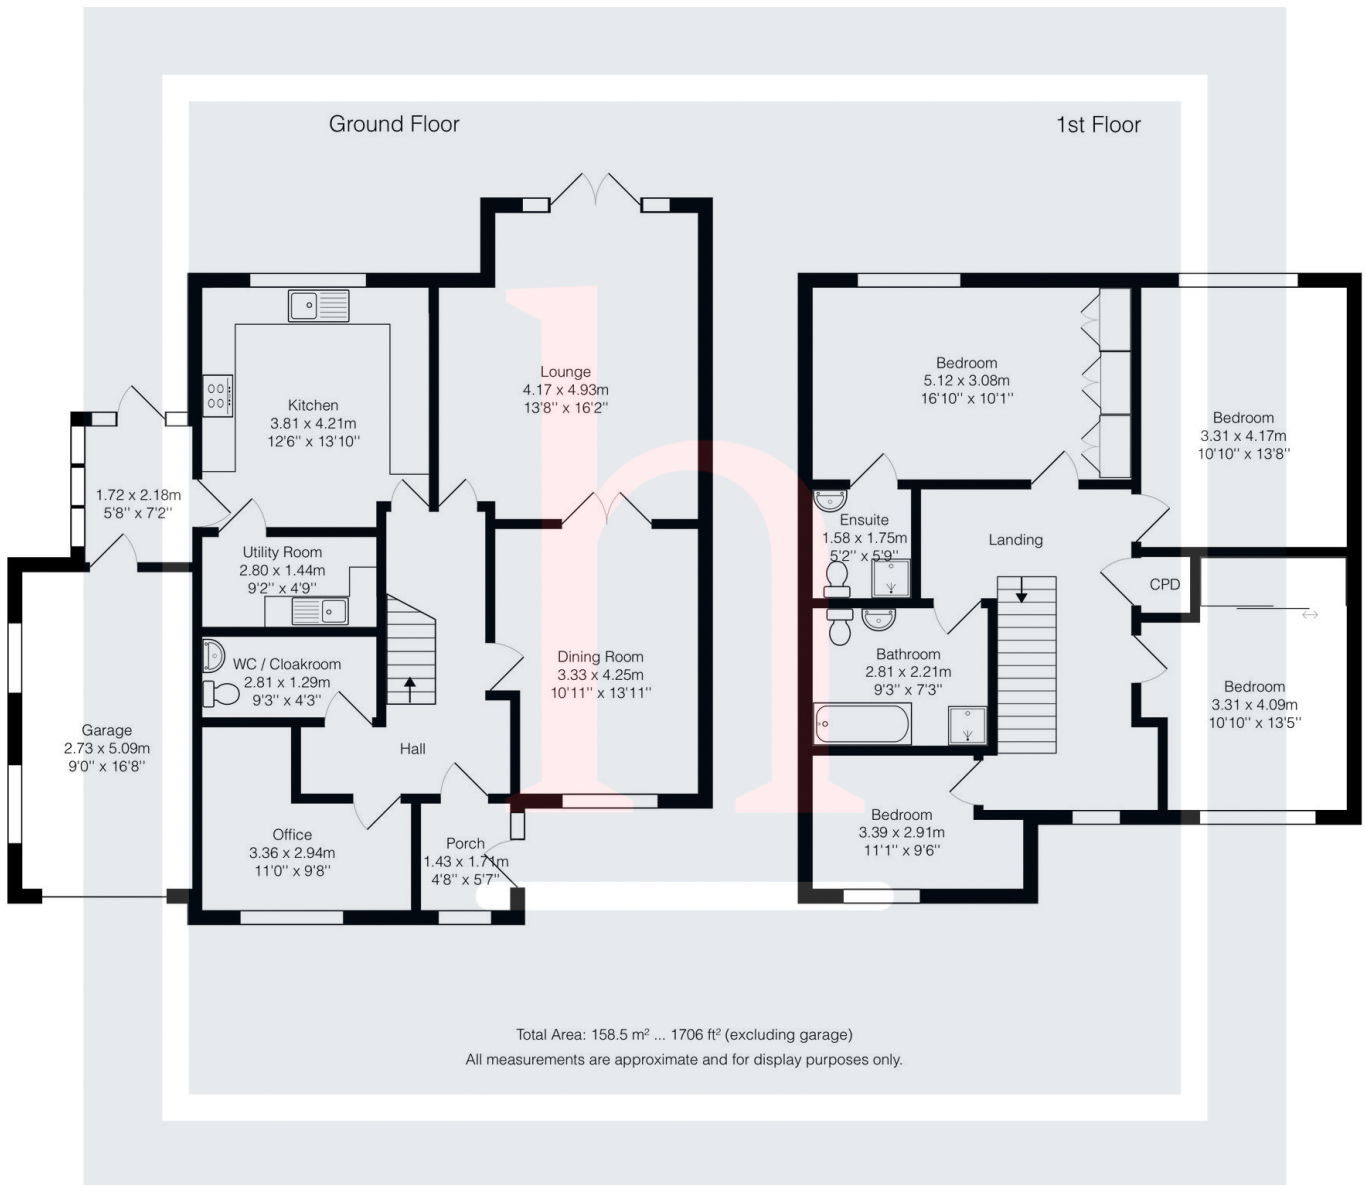 Ground Floor
1st Floor
Lounge
4.17 x 4.93m
13'8'' x 16'2''
Kitchen
3.81 x 4.21m
12'6'' x 13'10''
1.72 x 2.18m
5'8'' x 7'2''
Utility Room
2.80 x 1.44m
9'2'' x 4'9''
WC / Cloakroom
2.81 x 1.29m
9'3'' x 4'3''
Dining Room
3.33 x 4.25m
10'11'' x 13'11''
Garage
2.73 x 5.09m
9'0'' x 16'8''
Hall
Office
3.36 x 2.94m
11'0'' x 9'8''
Porch
1.43 x 1.71m
4'8'' x 5'7''
Bedroom
5.12 x 3.08m
16'10'' x 10'1''
Bedroom
3.31 x 4.17m
10'10'' x 13'8''
Ensuite
1.58 x 1.75m
5'2'' x 5'9''
Landing
CPD
Bathroom
2.81 x 2.21m
9'3'' x 7'3''
Bedroom
3.31 x 4.09m
10'10'' x 13'5''
Bedroom
3.39 x 2.91m
11'1'' x 9'6''
h
Total Area: 158.5 m² ... 1706 ft² (excluding garage)
All measurements are approximate and for display purposes only.